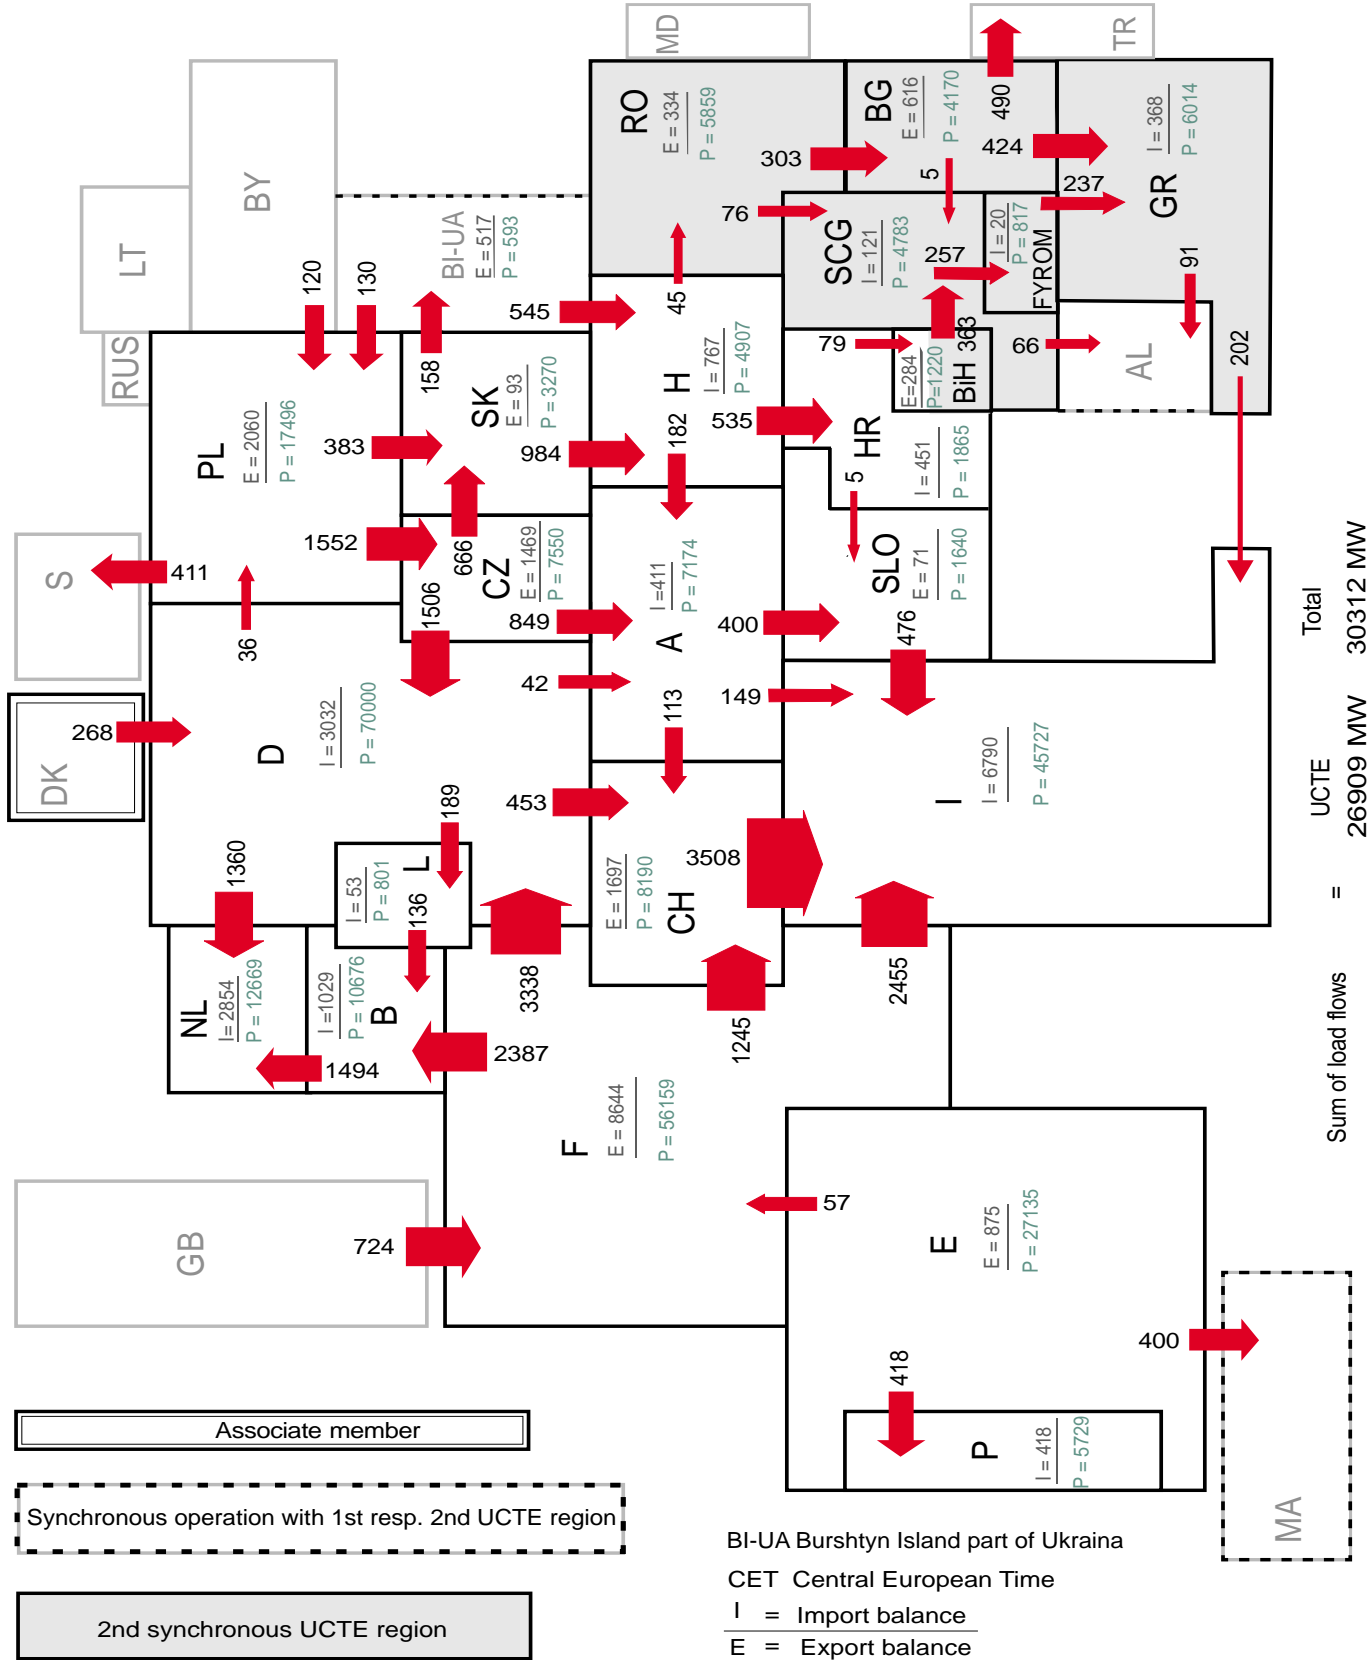 MD
TR
RO
E = 334
P = 5859
BG
E = 616
P = 4170
490
BY
LT
RUS
BI-UA
E = 517
P = 593
303
424
I = 368
P = 6014
GR
5
237
76
SCG
I = 121
P = 4783
257
I = 20
P = 817
FYROM
91
120
130
545
45
158
79
E=284
P=1220
BiH
363
66
AL
202
PL
E = 2060
P = 17496
383
SK
E = 93
P = 3270
984
H
I = 767
P = 4907
182
535
HR
I = 451
P = 1865
5
S
411
1552
666
CZ
E = 1469
P = 7550
1506
849
A
I=411
P = 7174
400
SLO
E = 71
P = 1640
476
36
42
113
149
DK
268
D
I = 3032
P = 70000
453
189
I
I = 6790
P = 45727
1360
I = 53
P = 801
L
136
3508
E = 1697
P = 8190
CH
NL
I=2854
P = 12669
I =1029
P = 10676
B
3338
1245
2455
1494
2387
F
E = 8644
P = 56159
GB
724
57
E
E = 875
P = 27135
400
418
P
I = 418
P = 5729
MA
Sum of load flows = UCTE 26909 MW Total 30312 MW
Associate member
Synchronous operation with 1st resp. 2nd UCTE region
2nd synchronous UCTE region
BI-UA Burshtyn Island part of Ukraina
CET Central European Time
I = Import balance
E = Export balance